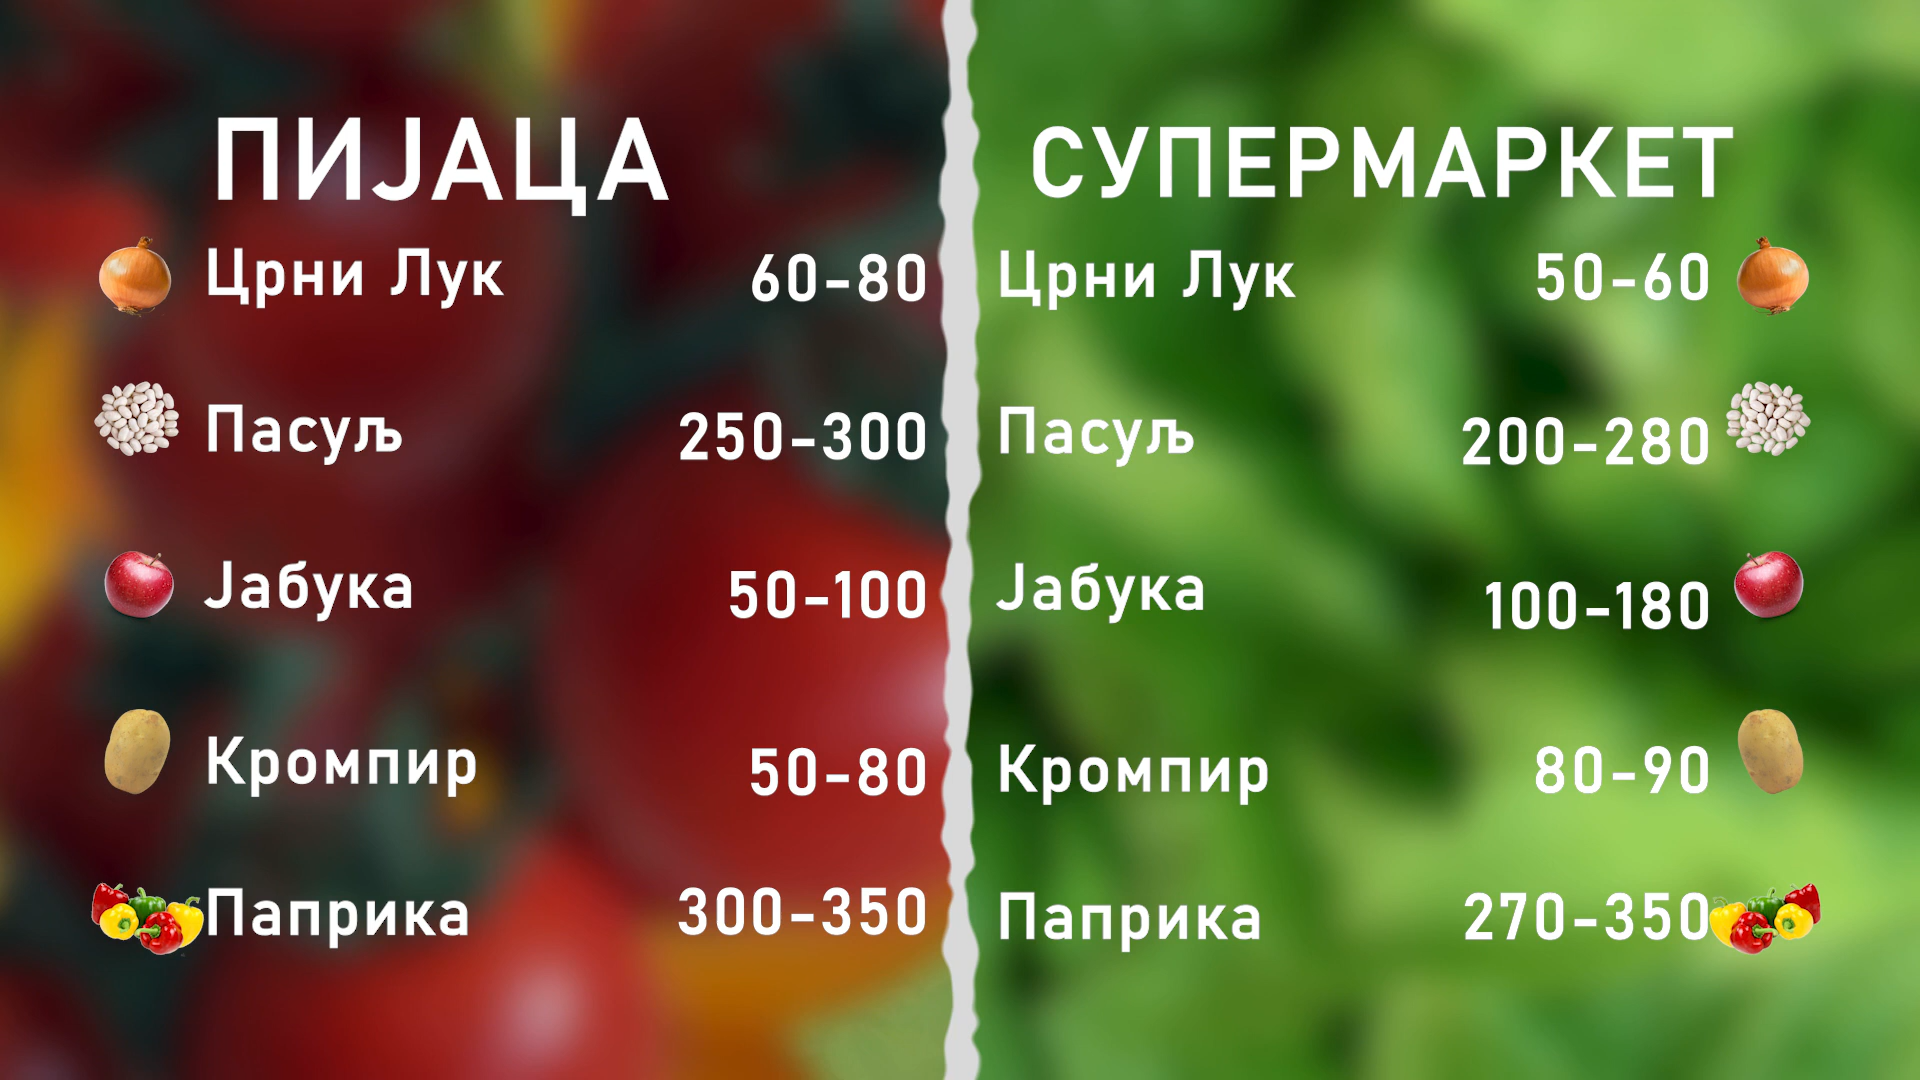 ПИЈАЦА
Црни Лук 60-80
Пасуљ 250-300
Јабука 50-100
Кромпир 50-80
Паприка 300-350
СУПЕРМАРКЕТ
Црни Лук 50-60
Пасуљ 200-280
Јабука 100-180
Кромпир 80-90
Паприка 270-350